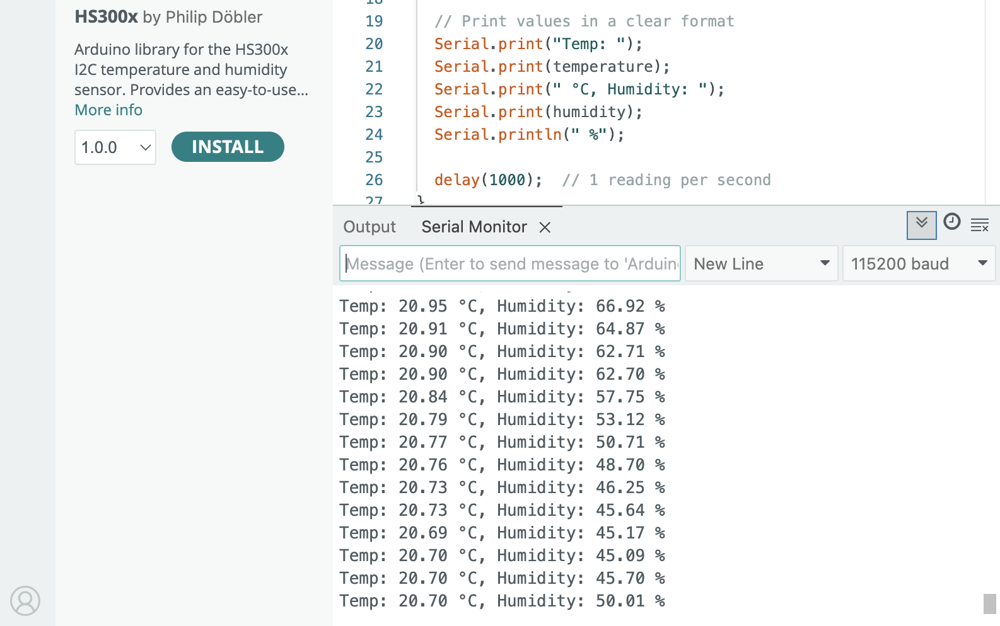 HS300x by Philip Döbler
Arduino library for the HS300x
I2C temperature and humidity
sensor. Provides an easy-to-use...
More info
1.0.0
INSTALL
18
19 // Print values in a clear format
20 Serial.print("Temp: ");
21 Serial.print(temperature);
22 Serial.print(" °C, Humidity: ");
23 Serial.print(humidity);
24 Serial.println(" %");
25
26 delay(1000); // 1 reading per second
27 }
Output
Serial Monitor
Message (Enter to send message to 'Arduin
New Line
115200 baud
Temp: 20.95 °C, Humidity: 66.92 %
Temp: 20.91 °C, Humidity: 64.87 %
Temp: 20.90 °C, Humidity: 62.71 %
Temp: 20.90 °C, Humidity: 62.70 %
Temp: 20.84 °C, Humidity: 57.75 %
Temp: 20.79 °C, Humidity: 53.12 %
Temp: 20.77 °C, Humidity: 50.71 %
Temp: 20.76 °C, Humidity: 48.70 %
Temp: 20.73 °C, Humidity: 46.25 %
Temp: 20.73 °C, Humidity: 45.64 %
Temp: 20.69 °C, Humidity: 45.17 %
Temp: 20.70 °C, Humidity: 45.09 %
Temp: 20.70 °C, Humidity: 45.70 %
Temp: 20.70 °C, Humidity: 50.01 %